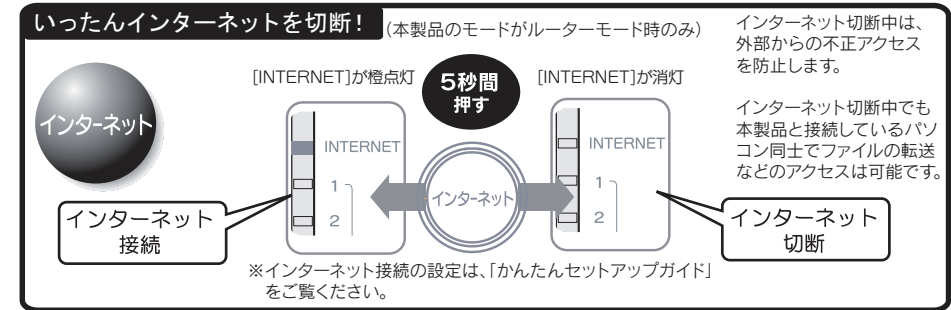 いったんインターネットを切断！ （本製品のモードがルーターモード時のみ）
インターネット
[INTERNET]が橙点灯
INTERNET
1
2
インターネット
接続
5秒間
押す
インターネット
[INTERNET]が消灯
INTERNET
1
2
インターネット
切断
※インターネット接続の設定は、「かんたんセットアップガイド」
をご覧ください。
インターネット切断中は、
外部からの不正アクセス
を防止します。
インターネット切断中でも
本製品と接続しているパソ
コン同士でファイルの転送
などのアクセスは可能です。